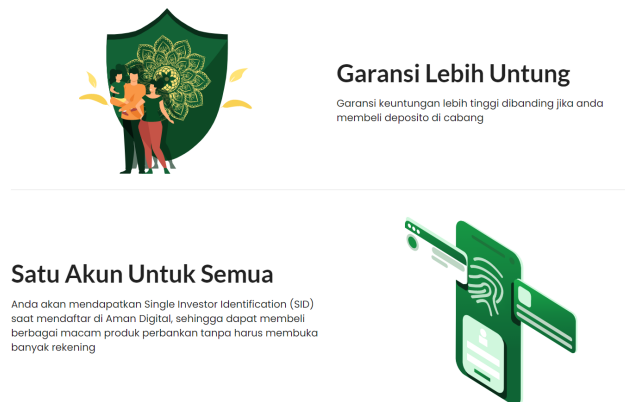 Garansi Lebih Untung
Garansi keuntungan lebih tinggi dibanding jika anda
membeli deposito di cabang
Satu Akun Untuk Semua
Anda akan mendapatkan Single Investor Identification (SID)
saat mendaftar di Aman Digital, sehingga dapat membeli
berbagai macam produk perbankan tanpa harus membuka
banyak rekening